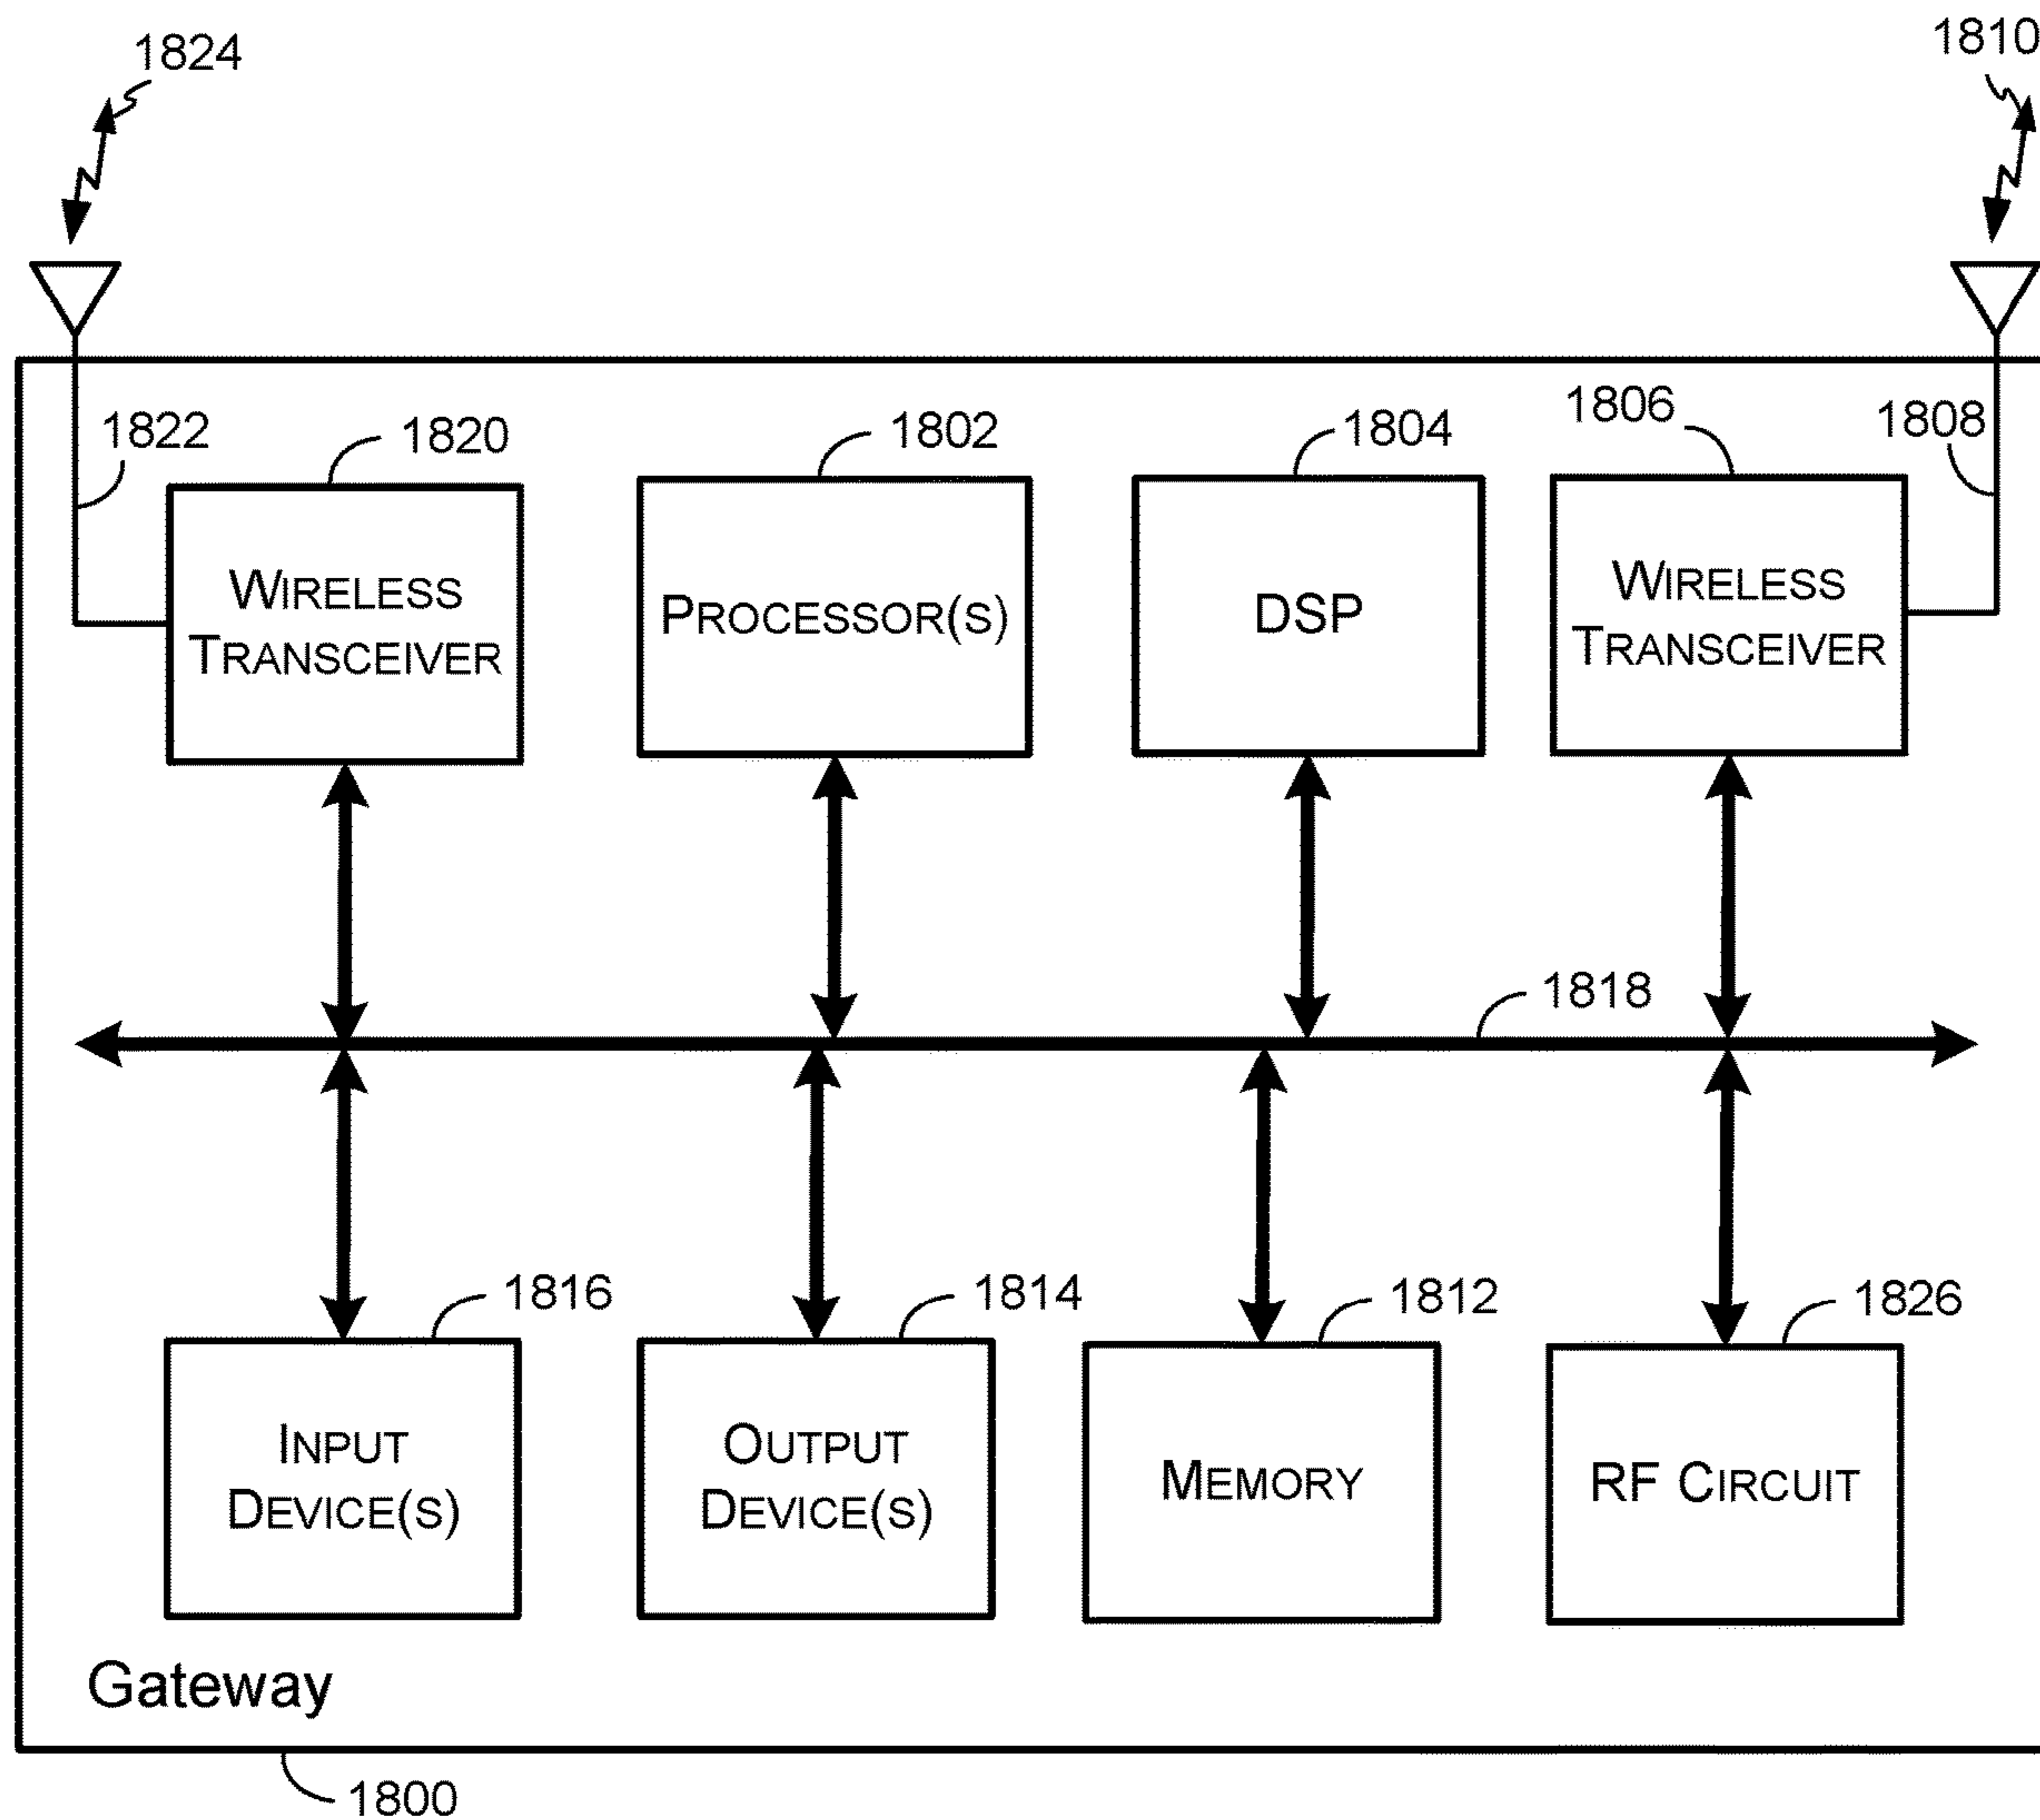 1824
1810
1822
1820
1802
1804
1806
1808
WIRELESS
TRANSCEIVER
PROCESSOR(S)
DSP
WIRELESS
TRANSCEIVER
1818
1816
1814
1812
1826
INPUT
DEVICE(S)
OUTPUT
DEVICE(S)
MEMORY
RF CIRCUIT
Gateway
1800